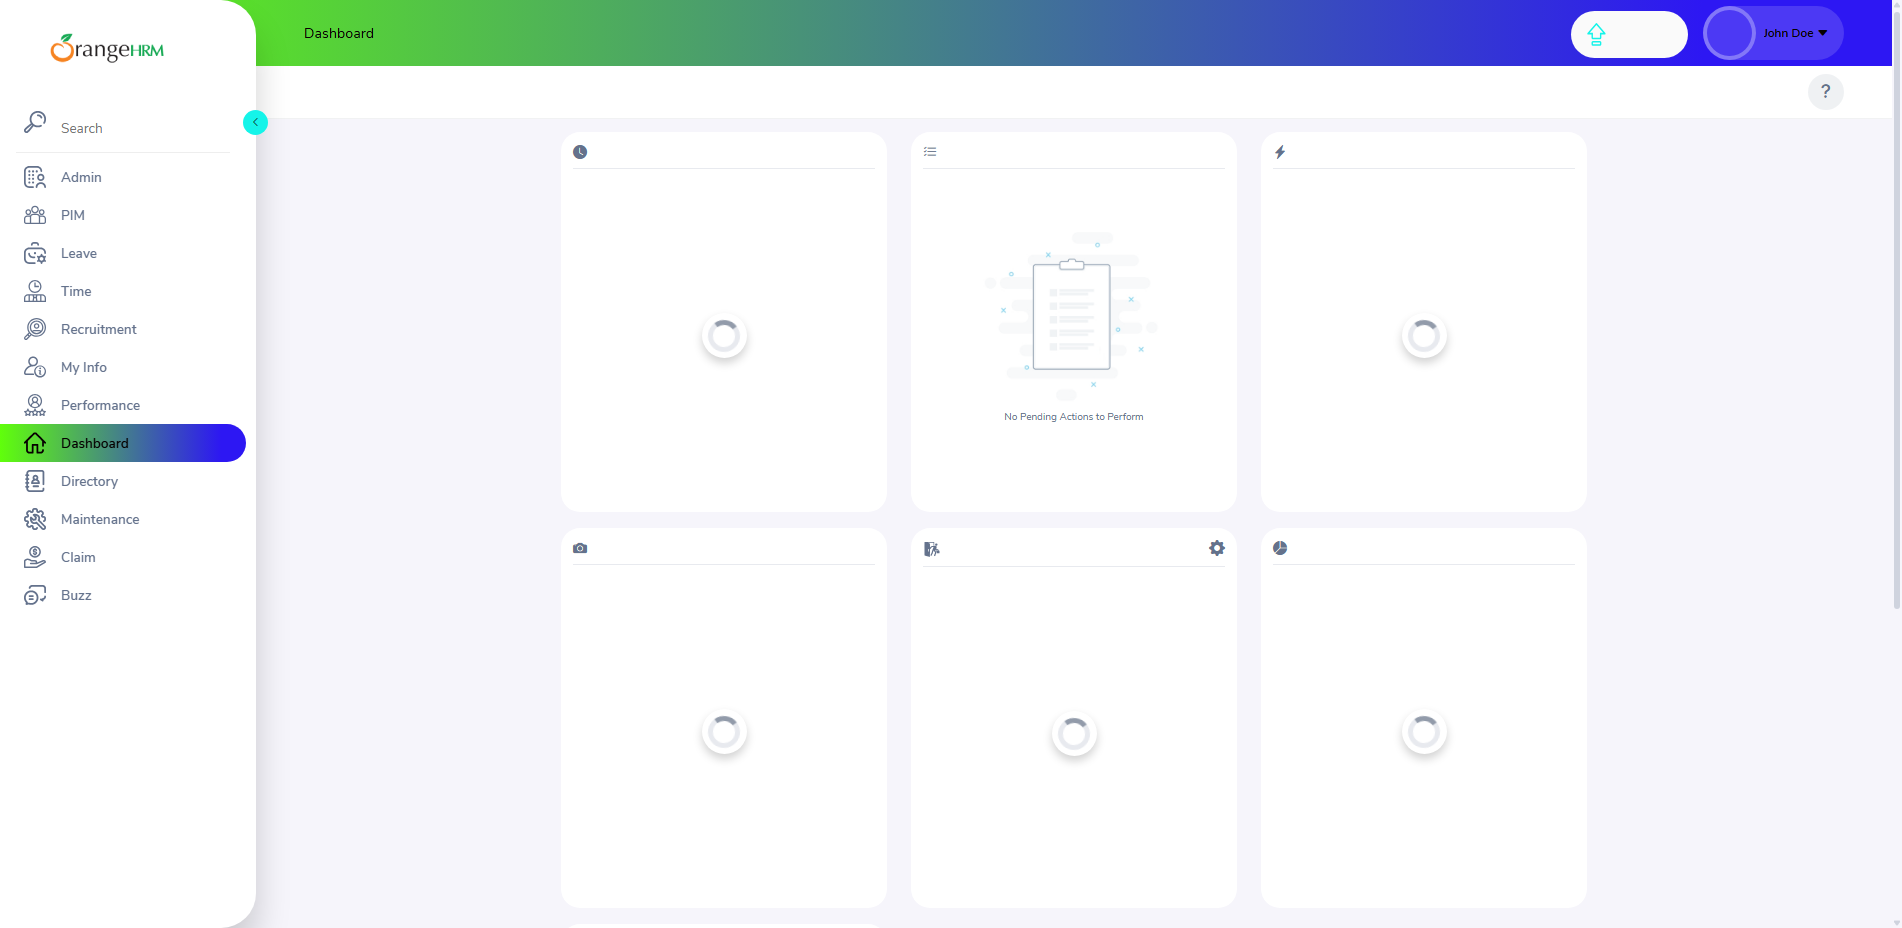 OrangeHRM
Dashboard
John Doe
?
Search
Admin
PIM
Leave
Time
Recruitment
My Info
Performance
Dashboard
Directory
Maintenance
Claim
Buzz
No Pending Actions to Perform